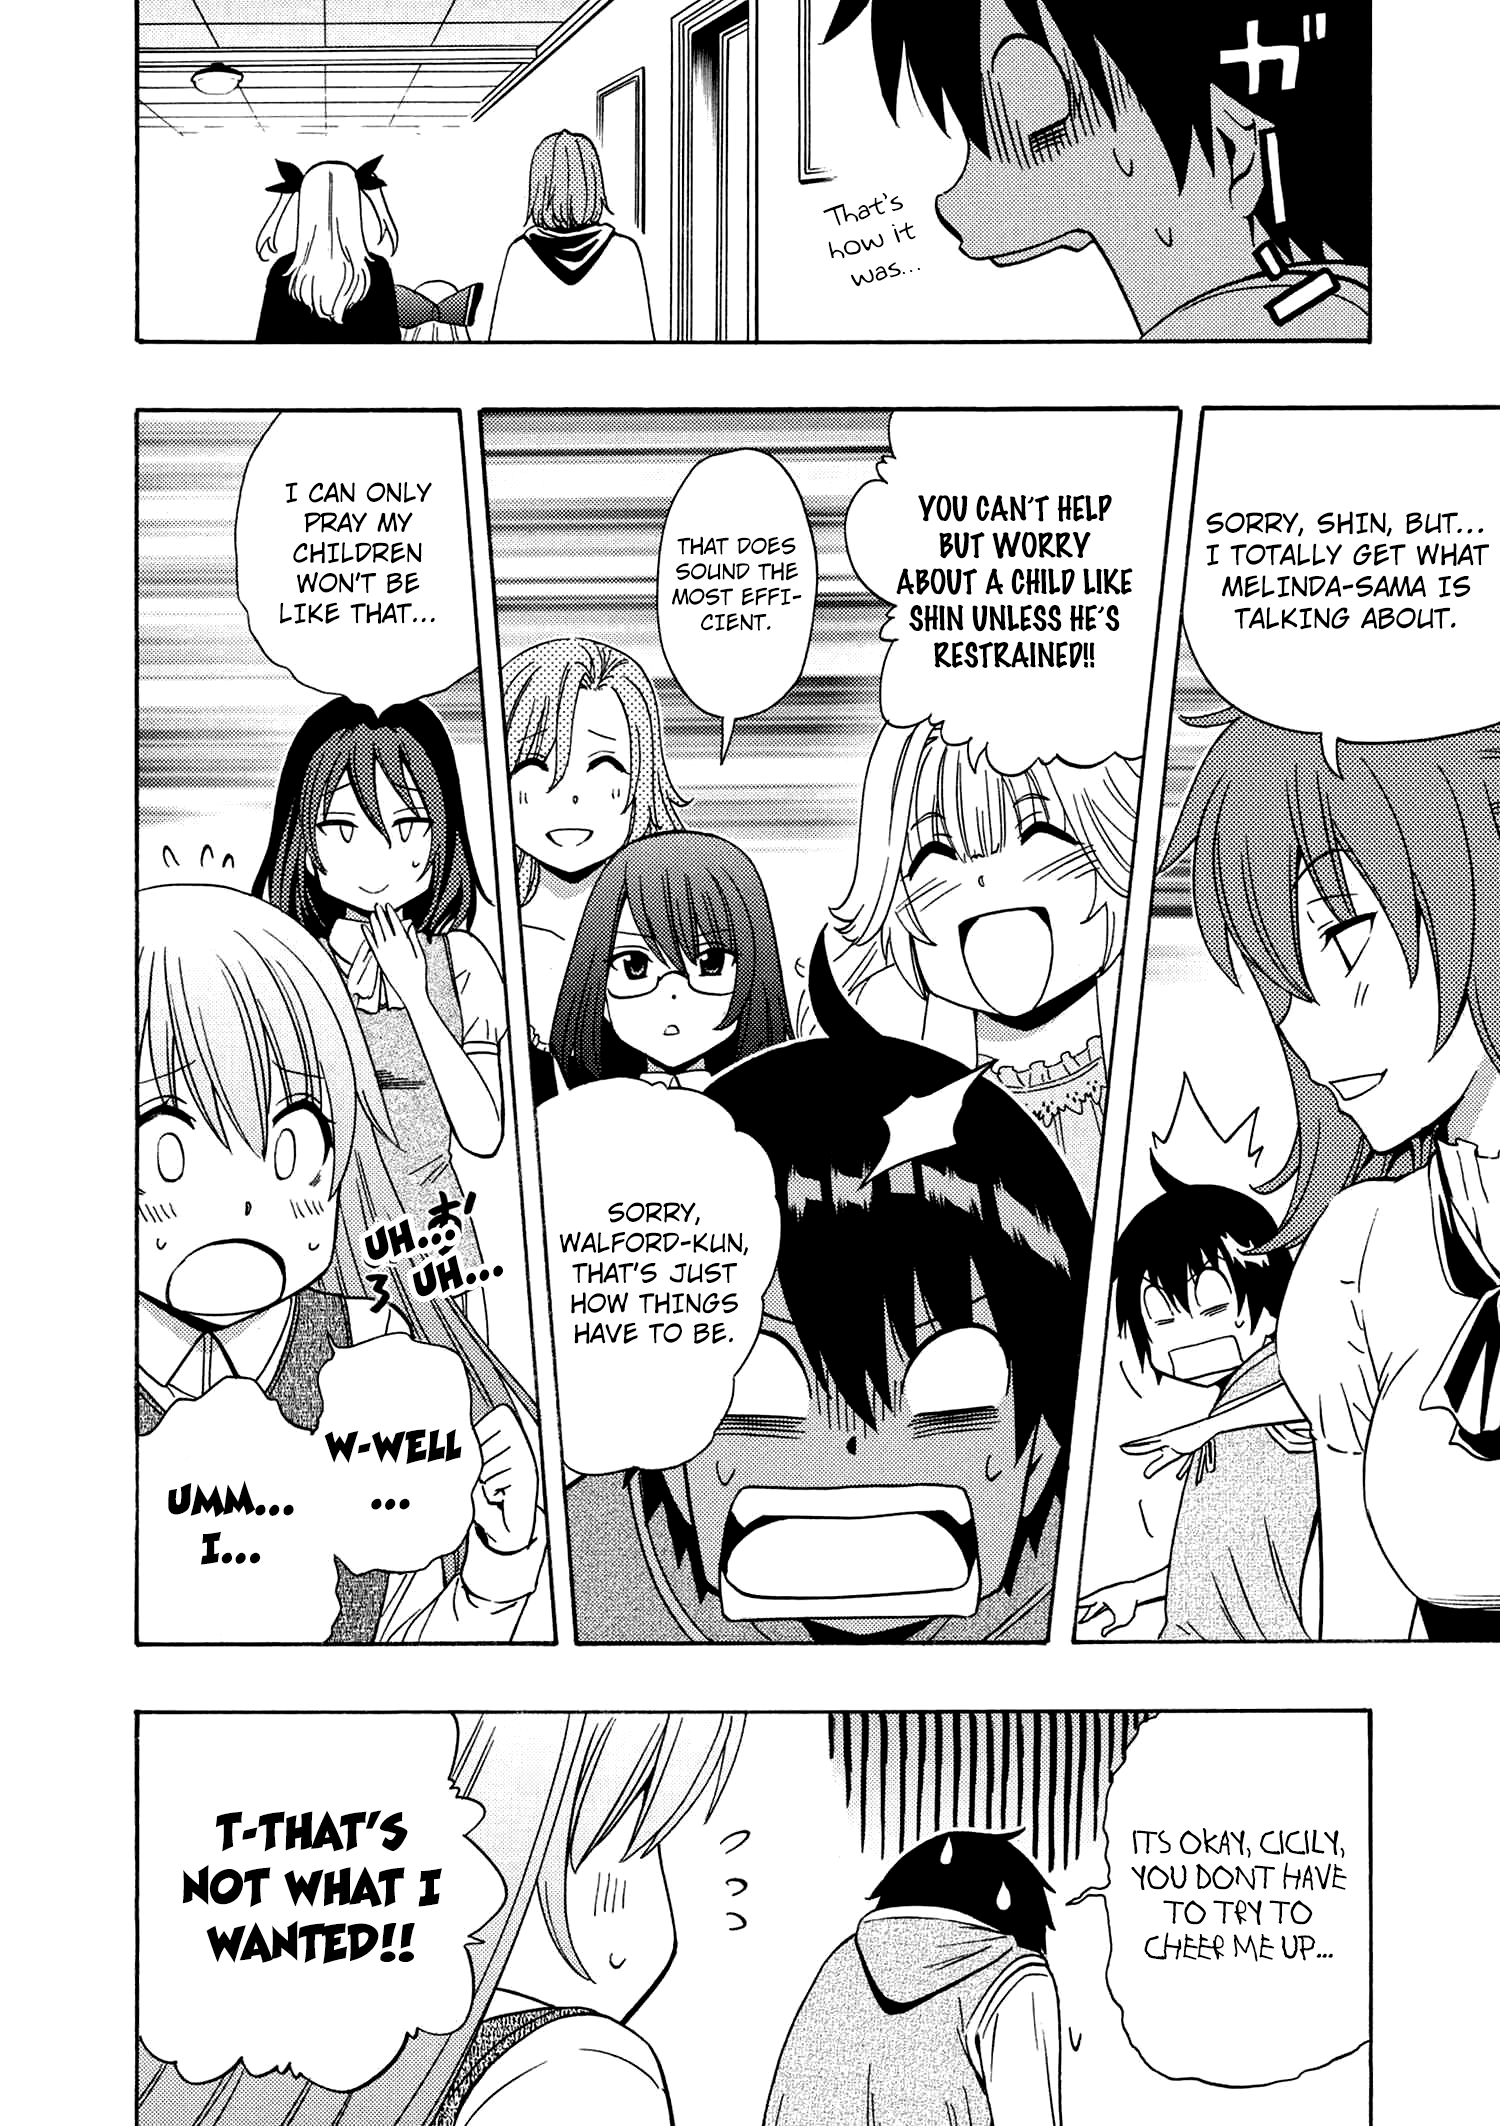 ガ
That's
how it
was...
SORRY, SHIN, BUT...
I TOTALLY GET WHAT
MELINDA-SAMA IS
TALKING ABOUT.
YOU CAN'T HELP
BUT WORRY
ABOUT A CHILD LIKE
SHIN UNLESS HE'S
RESTRAINED!!
THAT DOES
SOUND THE
MOST EFFI-
CIENT.
SORRY,
WALFORD-KUN,
THAT'S JUST
HOW THINGS
HAVE TO BE.
I CAN ONLY
PRAY MY
CHILDREN
WON'T BE
LIKE THAT...
UH...
UH...
W-WELL
...
UMM...
I...
ITS OKAY, CICILY,
YOU DONT HAVE
TO TRY TO
CHEER ME UP...
T-THAT'S
NOT WHAT I
WANTED!!